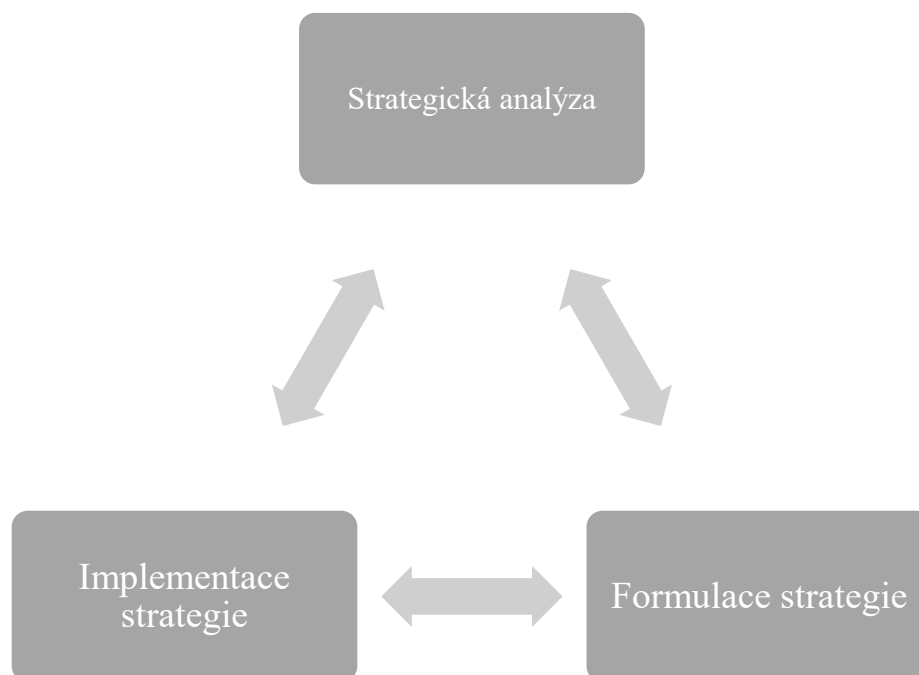 Strategická analýza
Implementace
strategie
Formulace strategie